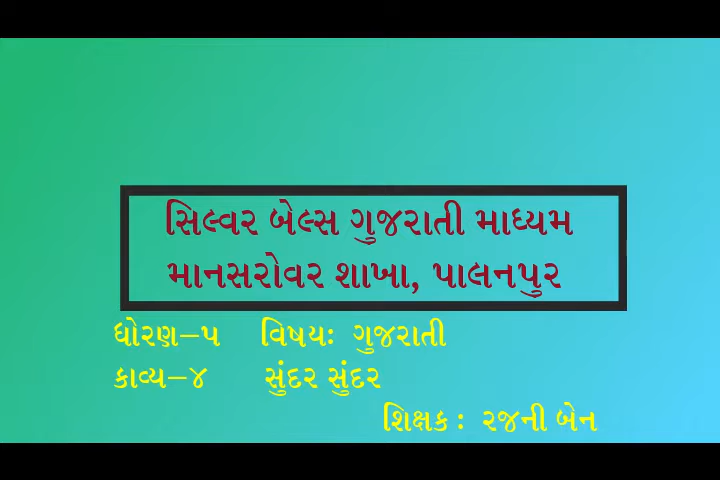 સિલ્વર બેલ્સ ગુજરાતી માધ્યમ
માનસરોવર શાખા, પાલનપુર
ધોરણ–૫ વિષયઃ ગુજરાતી
કાવ્ય–૪ સુંદર સુંદર
શિક્ષક : રજની બેન